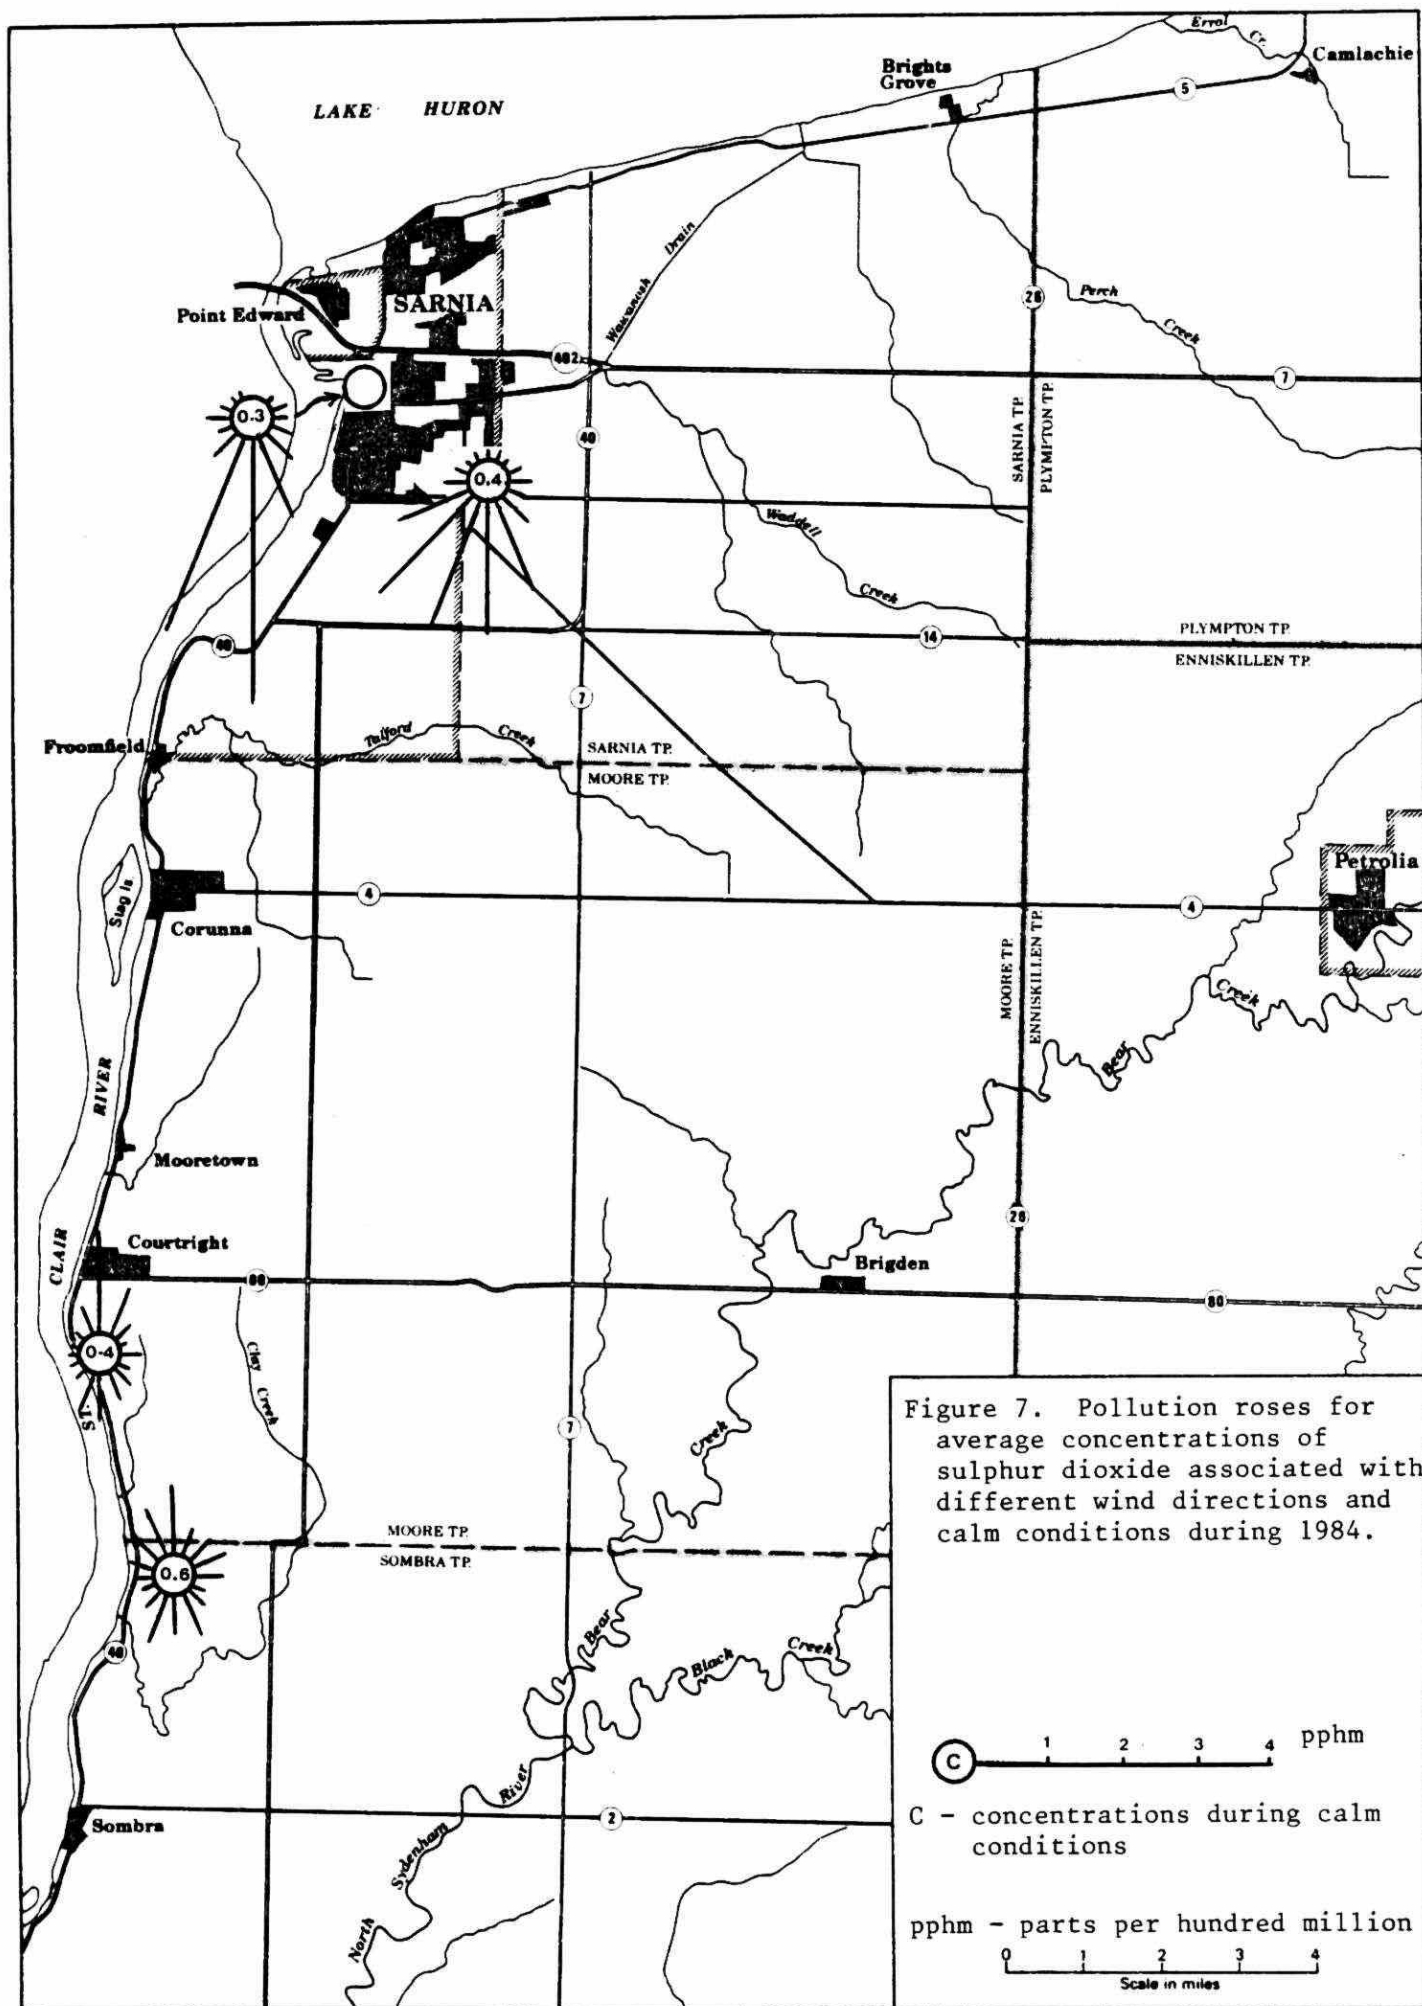 Errol
Cr.
Camlachie
Brights
Grove
5
LAKE HURON
Wawanosh Drain
SARNIA
Point Edward
26
Perch
Creek
402
7
0.3
40
SARNIA TP.
PLYMPTON TP.
0.4
Waddell
Creek
14
PLYMPTON TP.
ENNISKILLEN TP.
40
7
Talford Creek
Froomfield
SARNIA TP.
MOORE TP.
Petrolia
Stag Is.
4
4
Corunna
MOORE TP.
ENNISKILLEN TP.
Creek
Bear
RIVER
Mooretown
26
CLAIR
Courtright
Brigden
80
80
0.4
Clay Creek
ST.
7
Creek
Figure 7. Pollution roses for
average concentrations of
sulphur dioxide associated with
different wind directions and
calm conditions during 1984.
MOORE TP.
SOMBRA TP.
0.6
Bear
Black Creek
40
1 2 3 4 pphm
C
River
Sombra
2
C - concentrations during calm
conditions
Sydenham
North
pphm - parts per hundred million
0 1 2 3 4
Scale in miles